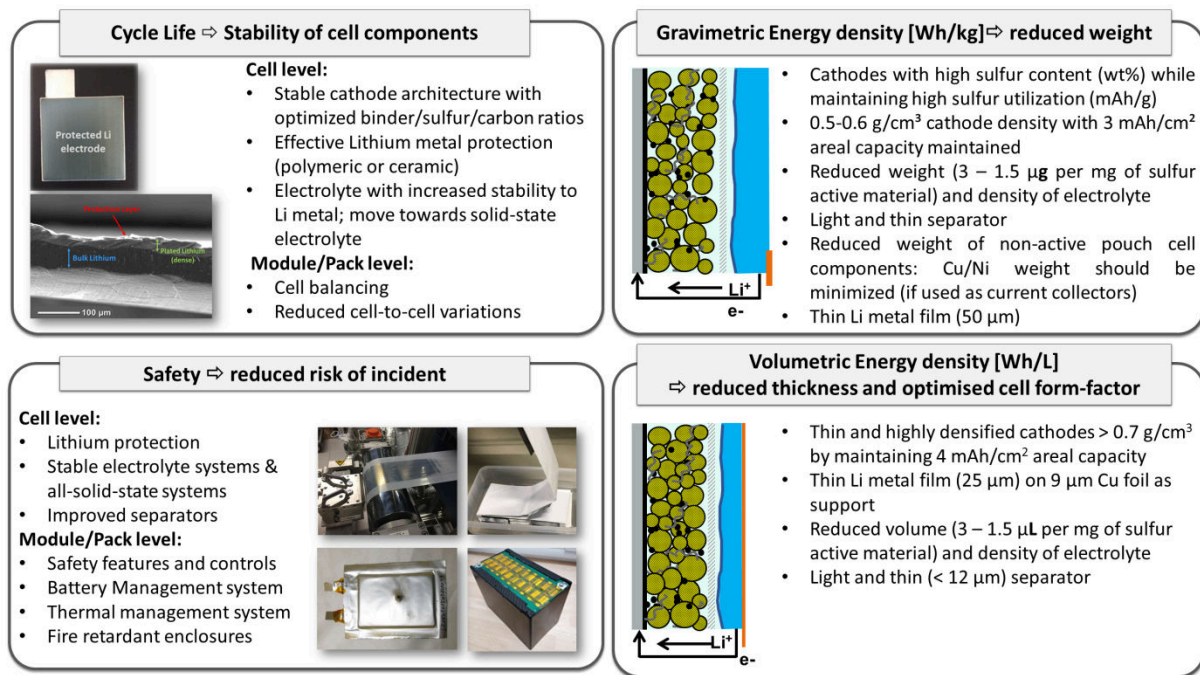 Cycle Life ⇨ Stability of cell components
Protected Li
electrode
Protective Layer
Plated Lithium
(dense)
Bulk Lithium
100 µm
Cell level:
• Stable cathode architecture with
optimized binder/sulfur/carbon ratios
• Effective Lithium metal protection
(polymeric or ceramic)
• Electrolyte with increased stability to
Li metal; move towards solid-state
electrolyte
Module/Pack level:
• Cell balancing
• Reduced cell-to-cell variations
Gravimetric Energy density [Wh/kg]⇨ reduced weight
Li⁺
e-
• Cathodes with high sulfur content (wt%) while
maintaining high sulfur utilization (mAh/g)
• 0.5-0.6 g/cm³ cathode density with 3 mAh/cm²
areal capacity maintained
• Reduced weight (3 – 1.5 µg per mg of sulfur
active material) and density of electrolyte
• Light and thin separator
• Reduced weight of non-active pouch cell
components: Cu/Ni weight should be
minimized (if used as current collectors)
• Thin Li metal film (50 µm)
Safety ⇨ reduced risk of incident
Cell level:
• Lithium protection
• Stable electrolyte systems &
all-solid-state systems
• Improved separators
Module/Pack level:
• Safety features and controls
• Battery Management system
• Thermal management system
• Fire retardant enclosures
Volumetric Energy density [Wh/L]
⇨ reduced thickness and optimised cell form-factor
Li⁺
e-
• Thin and highly densified cathodes > 0.7 g/cm³
by maintaining 4 mAh/cm² areal capacity
• Thin Li metal film (25 µm) on 9 µm Cu foil as
support
• Reduced volume (3 – 1.5 µL per mg of sulfur
active material) and density of electrolyte
• Light and thin (< 12 µm) separator